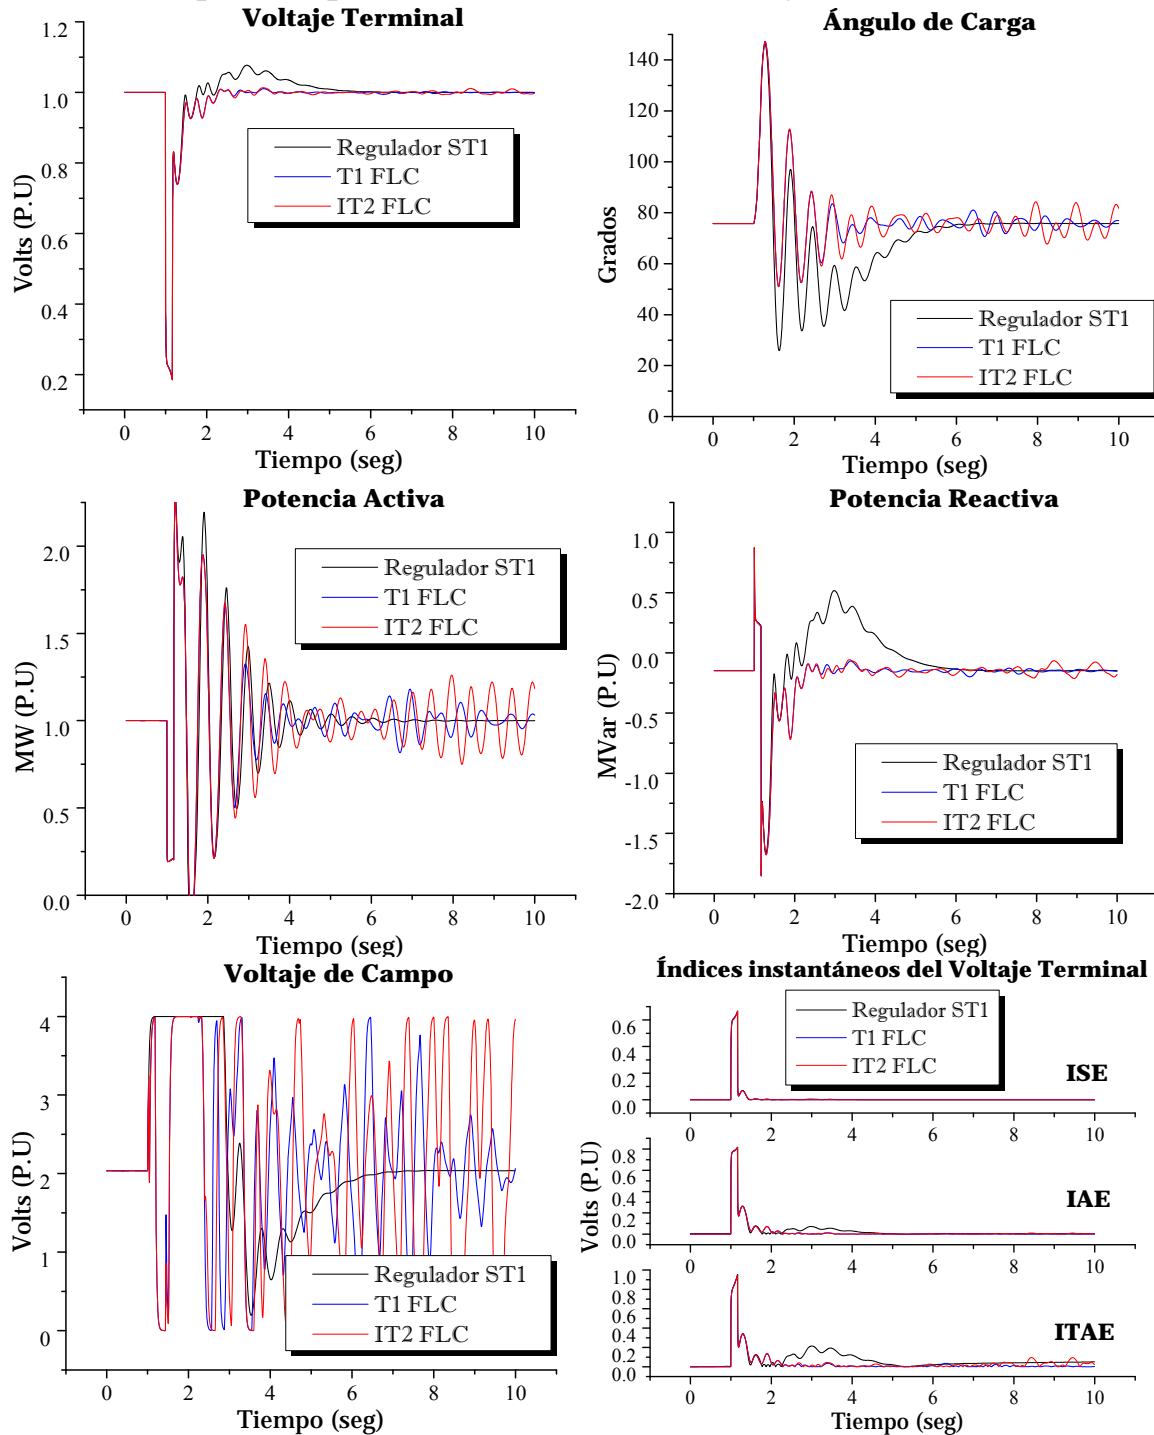 Voltaje Terminal
1.2
1.0
0.8
0.6
0.4
0.2
Volts (P.U)
Regulador ST1
T1 FLC
IT2 FLC
0 2 4 6 8 10
Tiempo (seg)
Ángulo de Carga
140
120
100
80
60
40
20
0
Grados
Regulador ST1
T1 FLC
IT2 FLC
0 2 4 6 8 10
Tiempo (seg)
Potencia Activa
2.0
1.5
1.0
0.5
0.0
MW (P.U)
Regulador ST1
T1 FLC
IT2 FLC
0 2 4 6 8 10
Tiempo (seg)
Potencia Reactiva
1.0
0.5
0.0
-0.5
-1.0
-1.5
-2.0
MVar (P.U)
Regulador ST1
T1 FLC
IT2 FLC
0 2 4 6 8 10
Tiempo (seg)
Voltaje de Campo
4
3
2
1
0
Volts (P.U)
Regulador ST1
T1 FLC
IT2 FLC
0 2 4 6 8 10
Tiempo (seg)
Índices instantáneos del Voltaje Terminal
Regulador ST1
T1 FLC
IT2 FLC
0.6
0.4
0.2
0.0
ISE
0 2 4 6 8 10
0.8
0.6
0.4
0.2
0.0
IAE
Volts (P.U)
0 2 4 6 8 10
1.0
0.8
0.6
0.4
0.2
0.0
ITAE
0 2 4 6 8 10
Tiempo (seg)